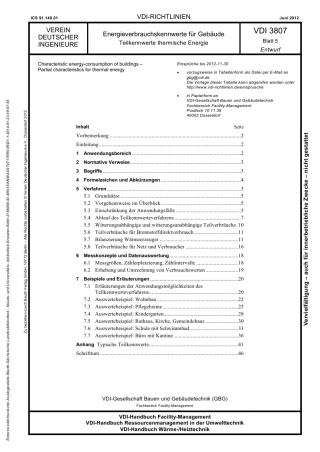 ICS 91.140.01
VDI-RICHTLINIEN
Juni 2012
VEREIN
DEUTSCHER
INGENIEURE
Energieverbrauchskennwerte für Gebäude
Teilkennwerte thermische Energie
VDI 3807
Blatt 5
Entwurf
Characteristic energy-consumption of buildings –
Partial characteristics for thermal energy
Einsprüche bis 2012-11-30
• vorzugsweise in Tabellenform als Datei per E-Mail an
gbg@vdi.de
Die Vorlage dieser Tabelle kann abgerufen werden unter
http://www.vdi-richtlinien.de/einsprueche
• in Papierform an
VDI-Gesellschaft Bauen und Gebäudetechnik
Fachbereich Facility-Management
Postfach 10 11 39
40002 Düsseldorf
Inhalt Seite
Vorbemerkung 2
Einleitung 2
1 Anwendungsbereich 2
2 Normative Verweise 3
3 Begriffe 3
4 Formelzeichen und Abkürzungen 4
5 Verfahren 5
5.1 Grundsätze 5
5.2 Vorgehensweise im Überblick 5
5.3 Einschränkung der Anwendungsfälle 5
5.4 Ablauf des Teilkennwertverfahrens 7
5.5 Witterungsabhängige und witterungsunabhängige Teilverbräuche 10
5.6 Teilverbräuche für Brennstoffdirektverbrauch 11
5.7 Bilanzierung Wärmeerzeuger 11
5.8 Teilverbräuche für Netz und Verbraucher 16
6 Messkonzepte und Datenauswertung 18
6.1 Messgrößen, Zählerplatzierung, Zählintervalle 18
6.2 Erhebung und Umrechnung von Verbrauchswerten 19
7 Beispiele und Erläuterungen 20
7.1 Erläuterungen der Anwendungsmöglichkeiten des
Teilkennwertverfahrens 20
7.2 Auswertebeispiel: Wohnbau 22
7.3 Auswertebeispiel: Pflegeheime 25
7.4 Auswertebeispiel: Kindergarten 28
7.5 Auswertebeispiel: Rathaus, Kirche, Gemeindehaus 30
7.6 Auswertebeispiel: Schule mit Schwimmbad 33
7.7 Auswertebeispiel: Büro mit Kantine 36
Anhang Typische Teilkennwerte 41
Schrifttum 46
VDI-Gesellschaft Bauen und Gebäudetechnik (GBG)
Fachbereich Facility-Management
VDI-Handbuch Facility-Management
VDI-Handbuch Ressourcenmanagement in der Umwelttechnik
VDI-Handbuch Wärme-/Heiztechnik
Vervielfältigung – auch für innerbetriebliche Zwecke – nicht gestattet